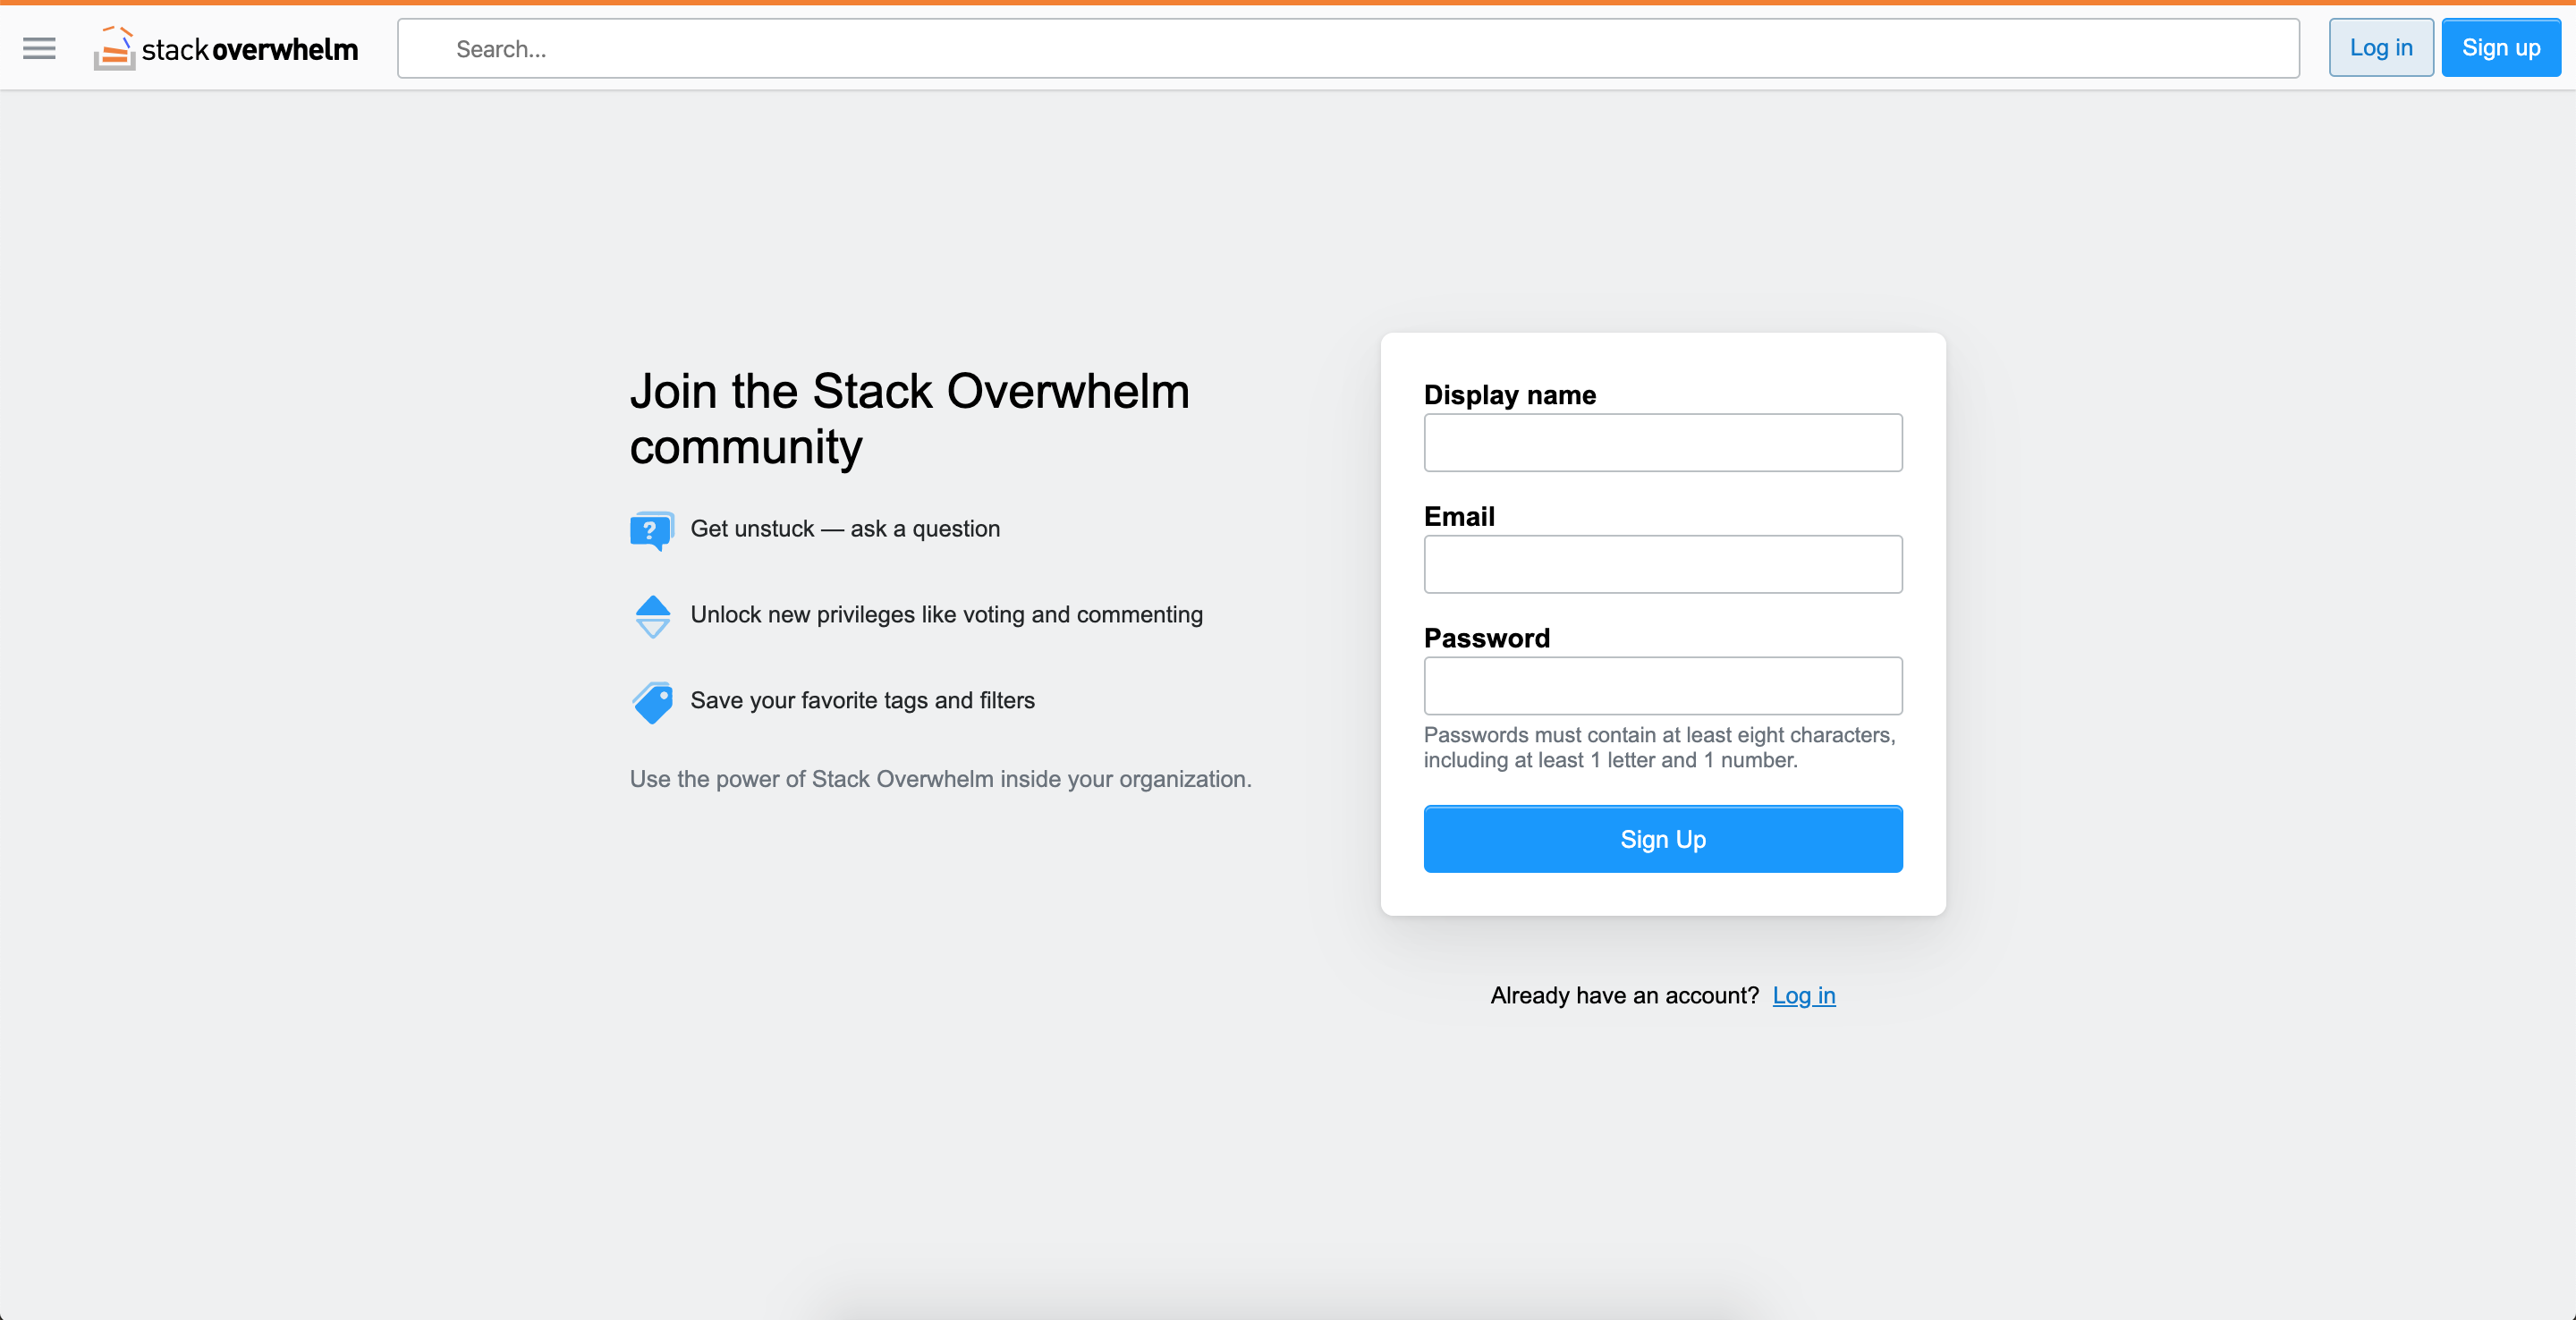 stackoverwhelm
Search...
Log in
Sign up
Join the Stack Overwhelm
community
? Get unstuck — ask a question
Unlock new privileges like voting and commenting
Save your favorite tags and filters
Use the power of Stack Overwhelm inside your organization.
Display name
Email
Password
Passwords must contain at least eight characters,
including at least 1 letter and 1 number.
Sign Up
Already have an account? Log in